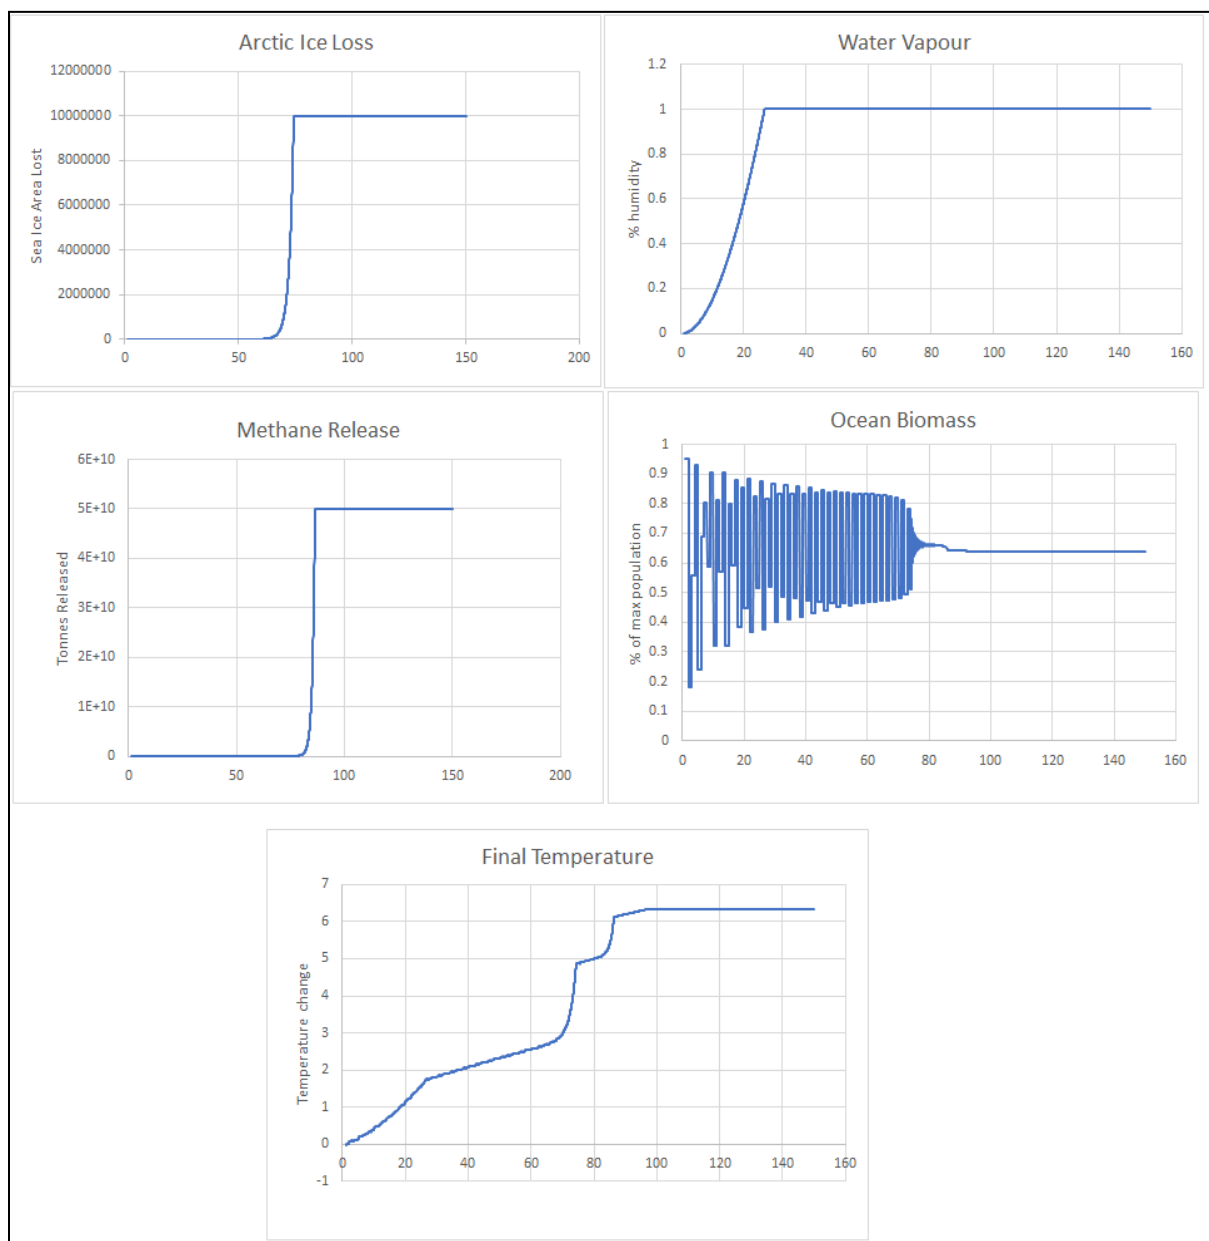 Arctic Ice Loss
Sea Ice Area Lost
12000000
10000000
8000000
6000000
4000000
2000000
0
0 50 100 150 200
Water Vapour
% humidity
1.2
1
0.8
0.6
0.4
0.2
0
0 20 40 60 80 100 120 140 160
Methane Release
Tonnes Released
6E+10
5E+10
4E+10
3E+10
2E+10
1E+10
0
0 50 100 150 200
Ocean Biomass
% of max population
1
0.9
0.8
0.7
0.6
0.5
0.4
0.3
0.2
0.1
0
0 20 40 60 80 100 120 140 160
Final Temperature
Temperature change
7
6
5
4
3
2
1
0
-1
0 20 40 60 80 100 120 140 160